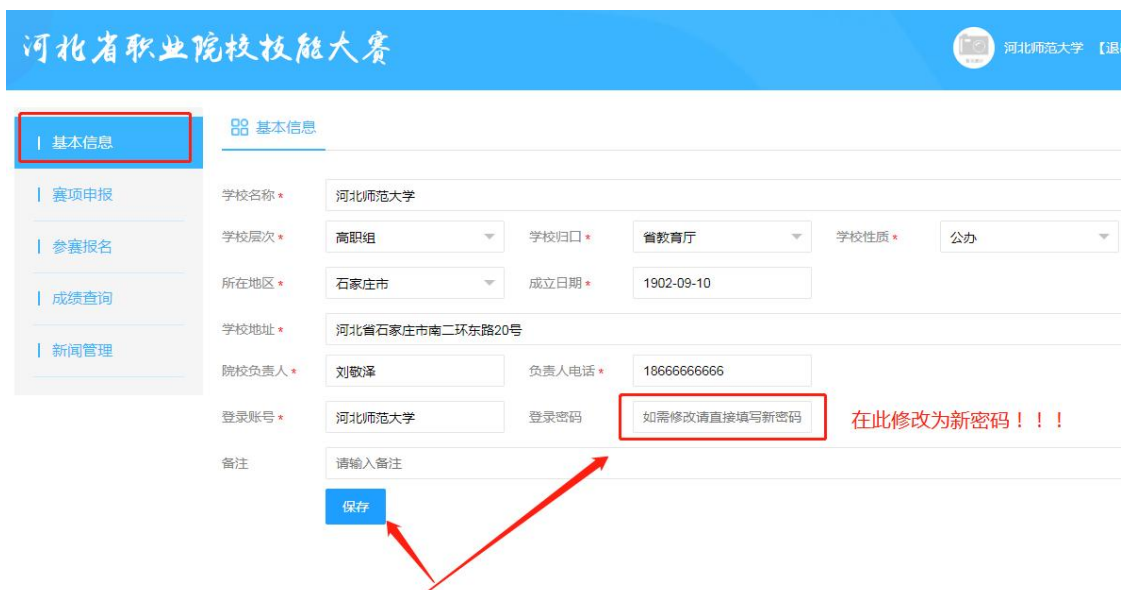 河北省职业院校技能大赛
河北师范大学 【退
基本信息
赛项申报
参赛报名
成绩查询
新闻管理
基本信息
学校名称* 河北师范大学
学校层次* 高职组 学校归口* 省教育厅 学校性质* 公办
所在地区* 石家庄市 成立日期* 1902-09-10
学校地址* 河北省石家庄市南二环东路20号
院校负责人* 刘敬泽 负责人电话* 18666666666
登录账号* 河北师范大学 登录密码 如需修改请直接填写新密码 在此修改为新密码！！！
备注 请输入备注
保存